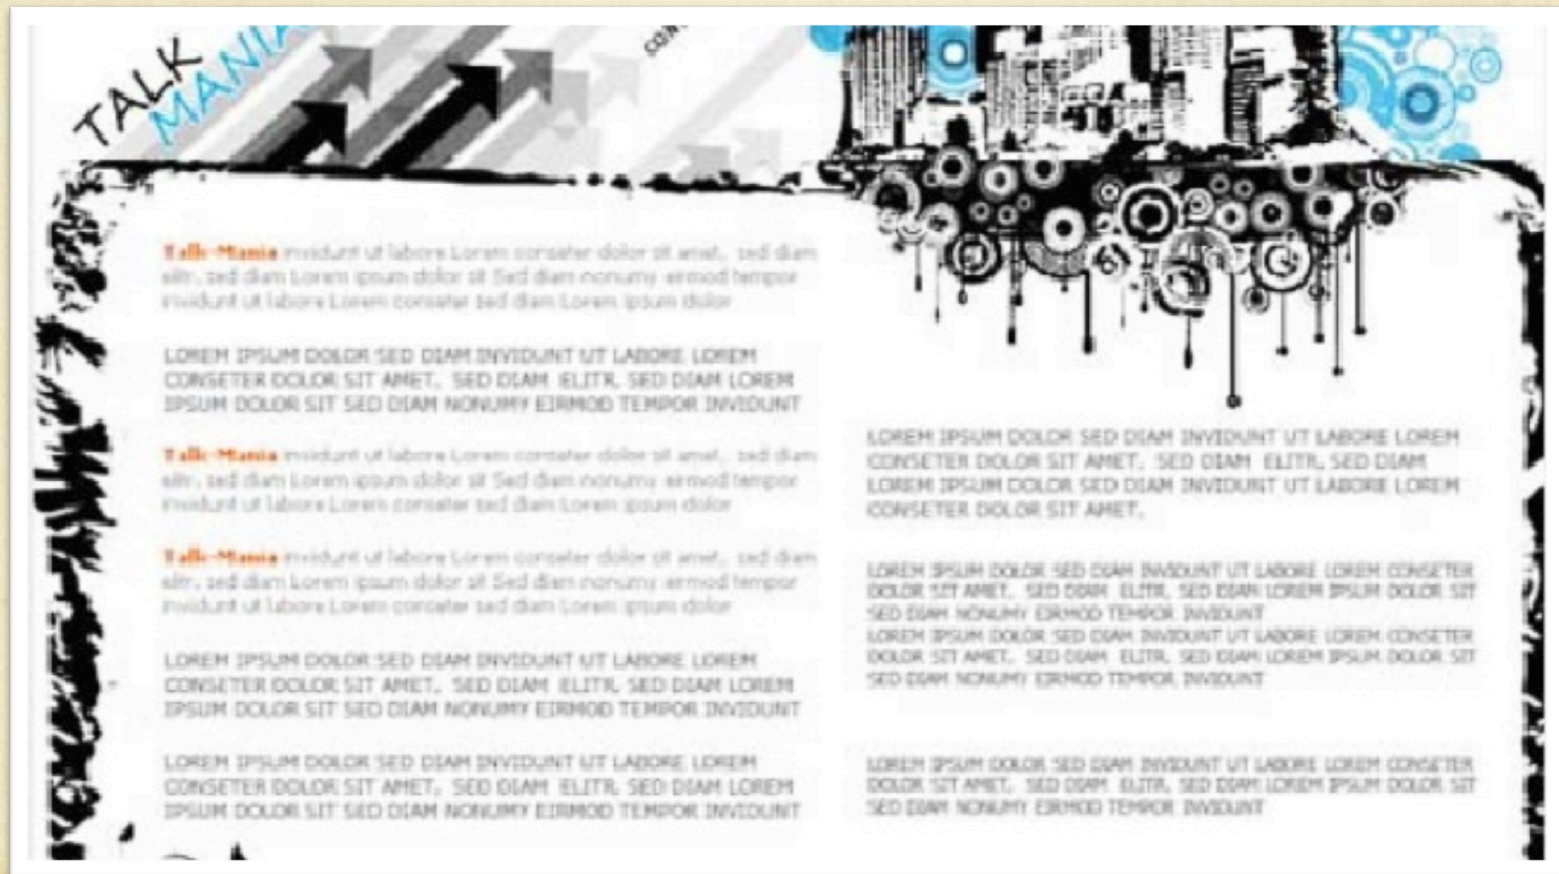 TALK
MANIA
Talk-Mania invidunt ut labore Lorem conseter dolor sit amet, sed diam
elitr, sed diam Lorem ipsum dolor sit Sed diam nonumy eirmod tempor
invidunt ut labore Lorem conseter sed diam Lorem ipsum dolor
LOREM IPSUM DOLOR SED DIAM INVIDUNT UT LABORE LOREM
CONSETER DOLOR SIT AMET, SED DIAM ELITR, SED DIAM LOREM
IPSUM DOLOR SIT SED DIAM NONUMY EIRMOD TEMPOR INVIDUNT
Talk-Mania invidunt ut labore Lorem conseter dolor sit amet, sed diam
elitr, sed diam Lorem ipsum dolor sit Sed diam nonumy eirmod tempor
invidunt ut labore Lorem conseter sed diam Lorem ipsum dolor
Talk-Mania invidunt ut labore Lorem conseter dolor sit amet, sed diam
elitr, sed diam Lorem ipsum dolor sit Sed diam nonumy eirmod tempor
invidunt ut labore Lorem conseter sed diam Lorem ipsum dolor
LOREM IPSUM DOLOR SED DIAM INVIDUNT UT LABORE LOREM
CONSETER DOLOR SIT AMET, SED DIAM ELITR, SED DIAM LOREM
IPSUM DOLOR SIT SED DIAM NONUMY EIRMOD TEMPOR INVIDUNT
LOREM IPSUM DOLOR SED DIAM INVIDUNT UT LABORE LOREM
CONSETER DOLOR SIT AMET, SED DIAM ELITR, SED DIAM LOREM
IPSUM DOLOR SIT SED DIAM NONUMY EIRMOD TEMPOR INVIDUNT
LOREM IPSUM DOLOR SED DIAM INVIDUNT UT LABORE LOREM
CONSETER DOLOR SIT AMET, SED DIAM ELITR, SED DIAM
LOREM IPSUM DOLOR SED DIAM INVIDUNT UT LABORE LOREM
CONSETER DOLOR SIT AMET,
LOREM IPSUM DOLOR SED DIAM INVIDUNT UT LABORE LOREM CONSETER
DOLOR SIT AMET, SED DIAM ELITR, SED DIAM LOREM IPSUM DOLOR SIT
SED DIAM NONUMY EIRMOD TEMPOR INVIDUNT
LOREM IPSUM DOLOR SED DIAM INVIDUNT UT LABORE LOREM CONSETER
DOLOR SIT AMET, SED DIAM ELITR, SED DIAM LOREM IPSUM DOLOR SIT
SED DIAM NONUMY EIRMOD TEMPOR INVIDUNT
LOREM IPSUM DOLOR SED DIAM INVIDUNT UT LABORE LOREM CONSETER
DOLOR SIT AMET, SED DIAM ELITR, SED DIAM LOREM IPSUM DOLOR SIT
SED DIAM NONUMY EIRMOD TEMPOR INVIDUNT